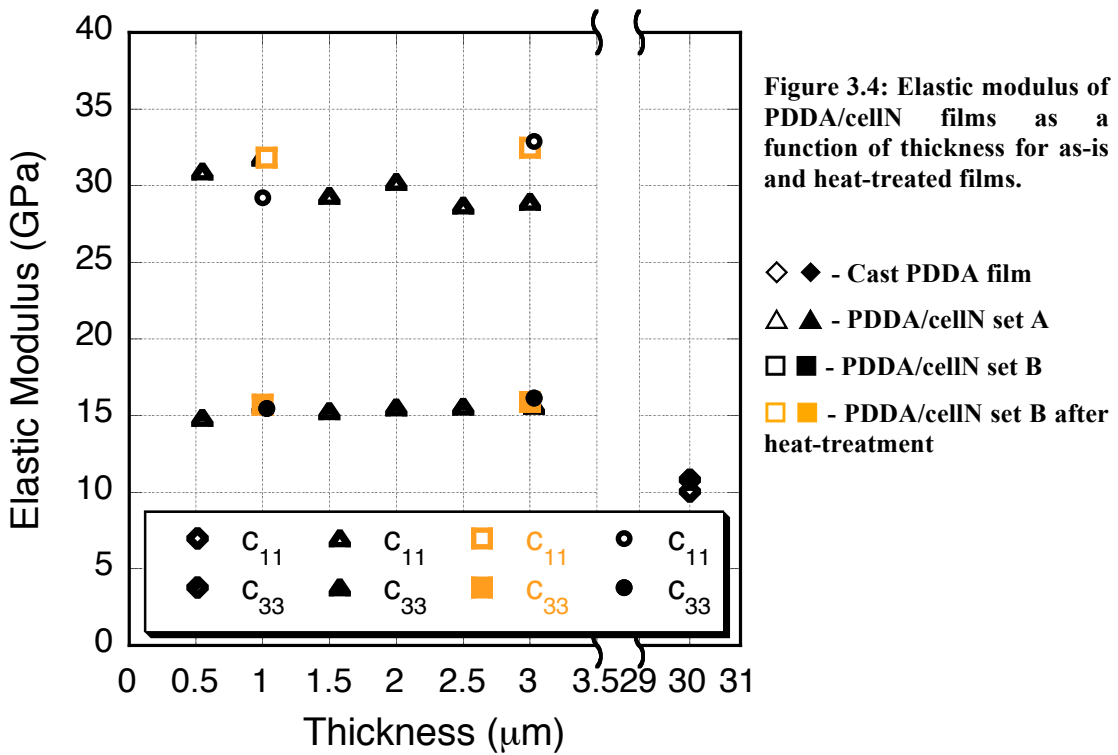 40
35
30
25
20
15
10
5
0
Elastic Modulus (GPa)
C11 C11 C11 C11
C33 C33 C33 C33
0 0.5 1 1.5 2 2.5 3 3.5 29 30 31
Thickness (μm)
Figure 3.4: Elastic modulus of
PDDA/cellN films as a
function of thickness for as-is
and heat-treated films.
- Cast PDDA film
- PDDA/cellN set A
- PDDA/cellN set B
- PDDA/cellN set B after
heat-treatment